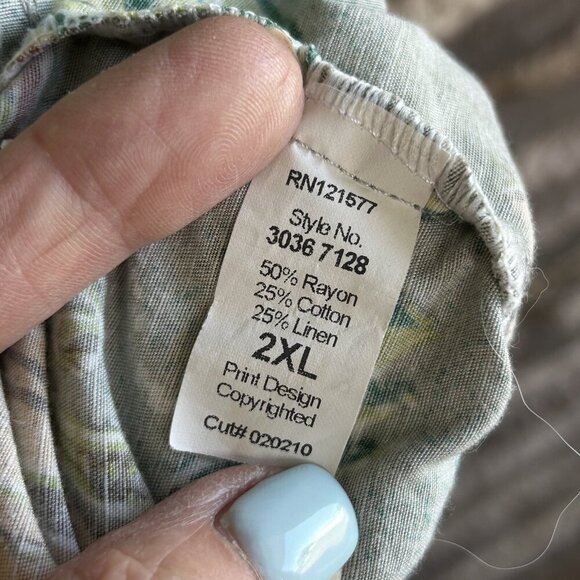 RN121577
Style No.
3036 7128
50% Rayon
25% Cotton
25% Linen
2XL
Print Design
Copyrighted
Cut# 020210